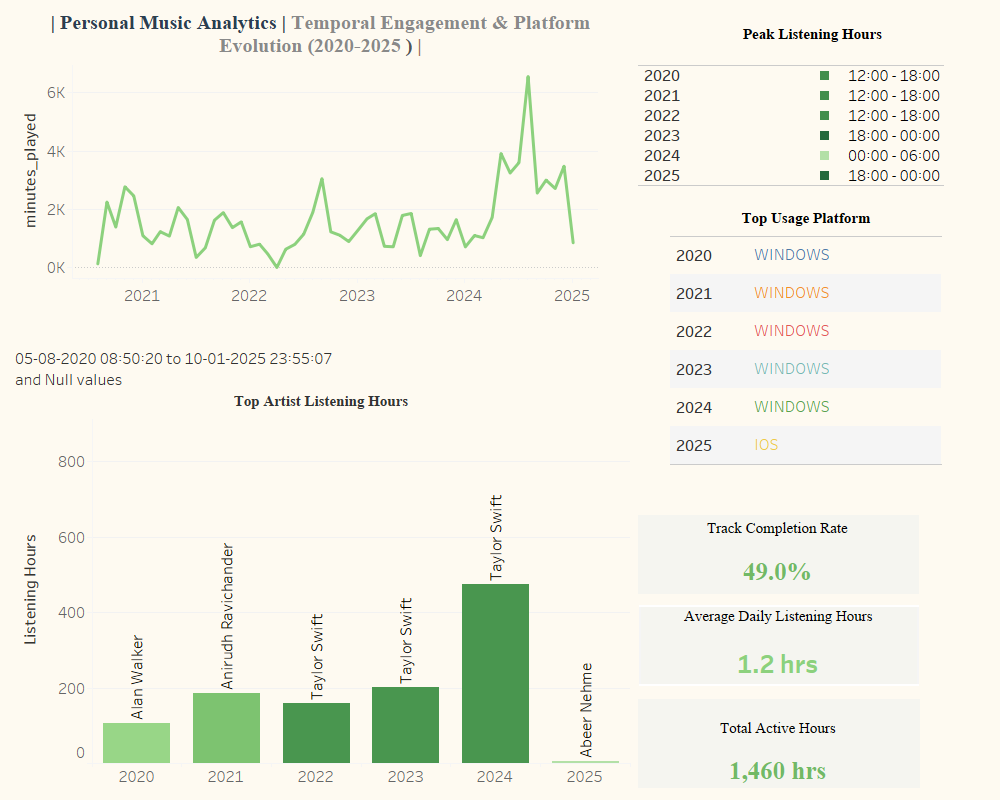 | Personal Music Analytics | Temporal Engagement & Platform
Evolution (2020-2025 ) |
minutes_played
6K
4K
2K
0K
2021
2022
2023
2024
2025
05-08-2020 08:50:20 to 10-01-2025 23:55:07
and Null values
Top Artist Listening Hours
Listening Hours
800
600
400
200
0
Alan Walker
Anirudh Ravichander
Taylor Swift
Taylor Swift
Taylor Swift
Abeer Nehme
2020
2021
2022
2023
2024
2025
Peak Listening Hours
2020 12:00 - 18:00
2021 12:00 - 18:00
2022 12:00 - 18:00
2023 18:00 - 00:00
2024 00:00 - 06:00
2025 18:00 - 00:00
Top Usage Platform
2020 WINDOWS
2021 WINDOWS
2022 WINDOWS
2023 WINDOWS
2024 WINDOWS
2025 IOS
Track Completion Rate
49.0%
Average Daily Listening Hours
1.2 hrs
Total Active Hours
1,460 hrs